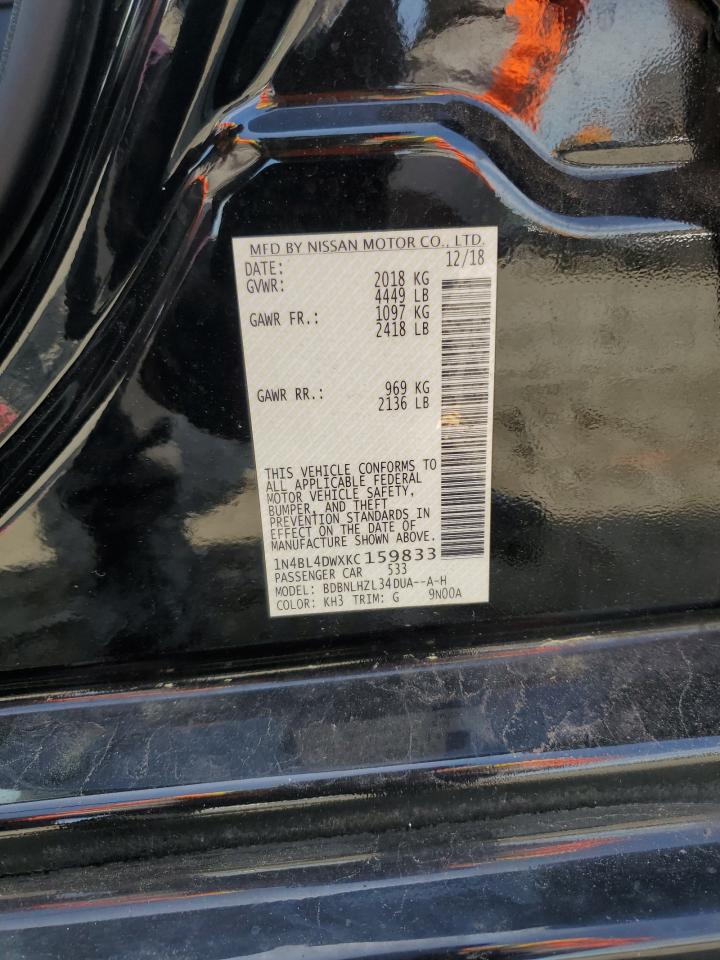 MFD BY NISSAN MOTOR CO., LTD.
DATE: 12/18
GVWR: 2018 KG
4449 LB
GAWR FR.: 1097 KG
2418 LB
GAWR RR.: 969 KG
2136 LB
THIS VEHICLE CONFORMS TO
ALL APPLICABLE FEDERAL
MOTOR VEHICLE SAFETY,
BUMPER, AND THEFT
PREVENTION STANDARDS IN
EFFECT ON THE DATE OF
MANUFACTURE SHOWN ABOVE.
1N4BL4DWXKC159833
PASSENGER CAR 533
MODEL: BDBNLHZL34DUA--A-H
COLOR: KH3 TRIM: G 9N00A